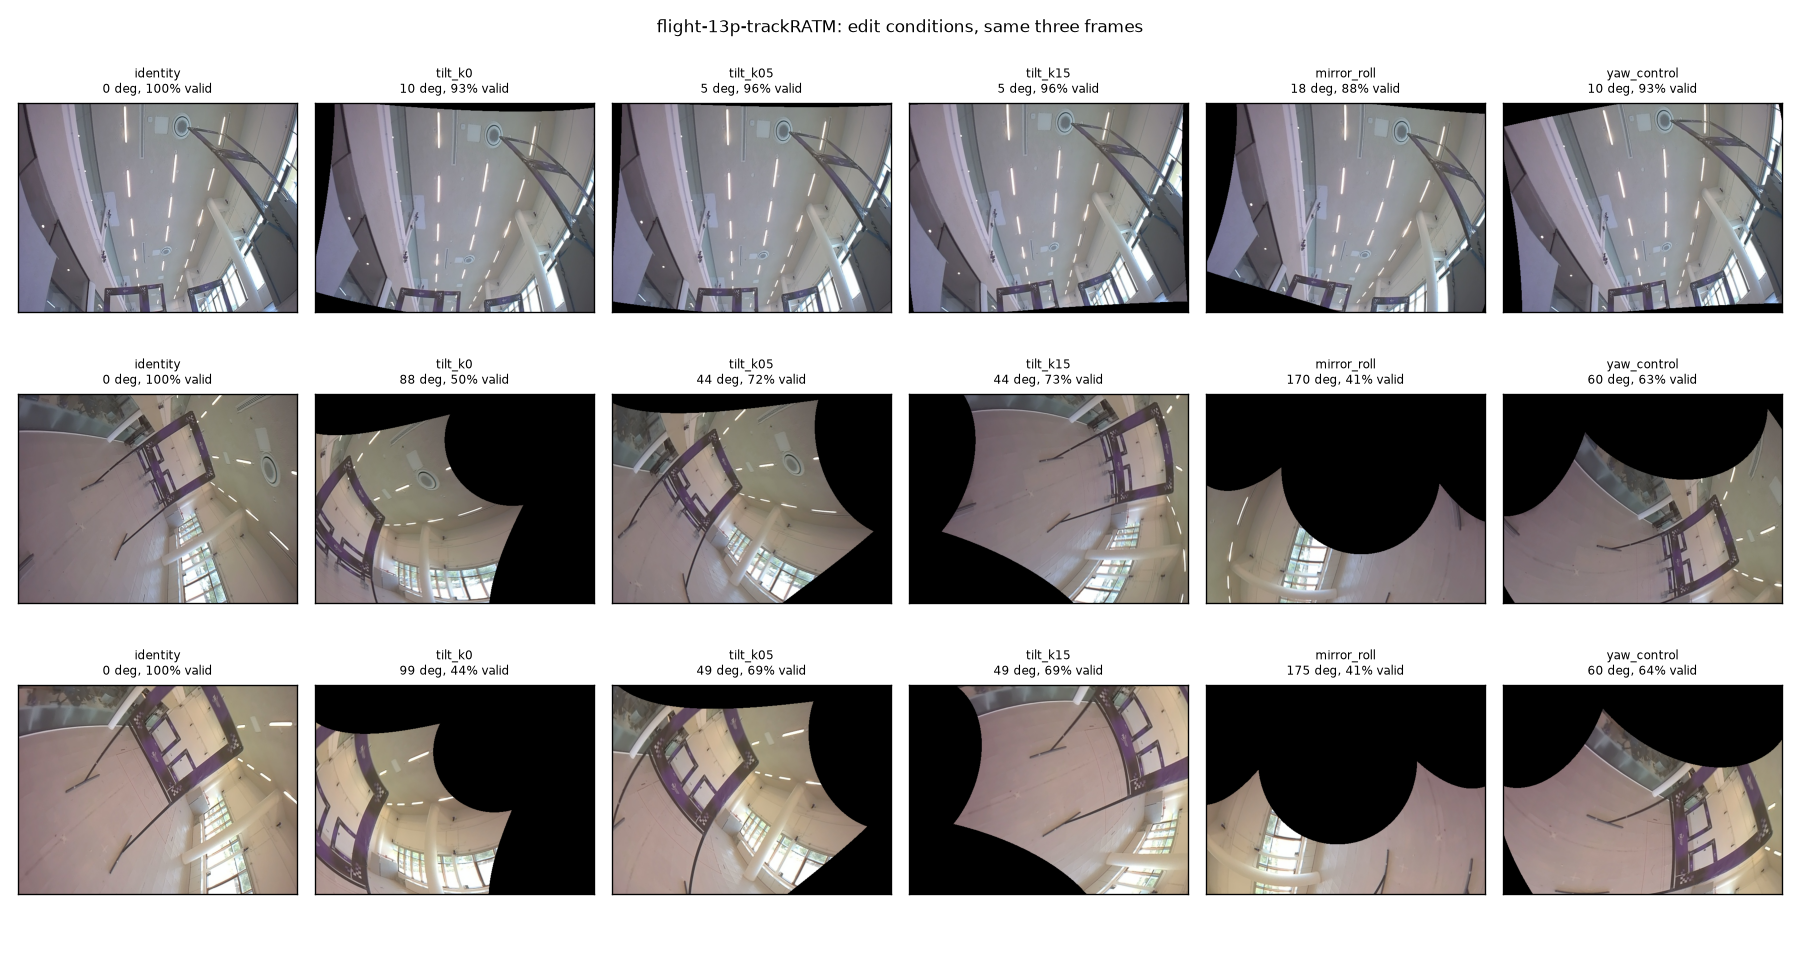 flight-13p-trackRATM: edit conditions, same three frames
identity
0 deg, 100% valid
tilt_k0
10 deg, 93% valid
tilt_k05
5 deg, 96% valid
tilt_k15
5 deg, 96% valid
mirror_roll
18 deg, 88% valid
yaw_control
10 deg, 93% valid
identity
0 deg, 100% valid
tilt_k0
88 deg, 50% valid
tilt_k05
44 deg, 72% valid
tilt_k15
44 deg, 73% valid
mirror_roll
170 deg, 41% valid
yaw_control
60 deg, 63% valid
identity
0 deg, 100% valid
tilt_k0
99 deg, 44% valid
tilt_k05
49 deg, 69% valid
tilt_k15
49 deg, 69% valid
mirror_roll
175 deg, 41% valid
yaw_control
60 deg, 64% valid